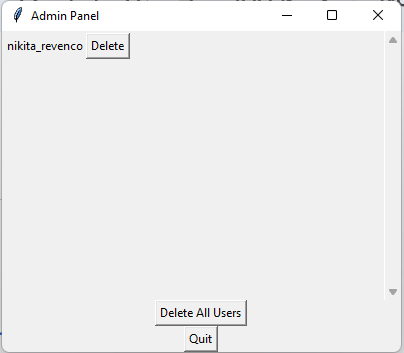 Admin Panel
nikita_revenco Delete
Delete All Users
Quit